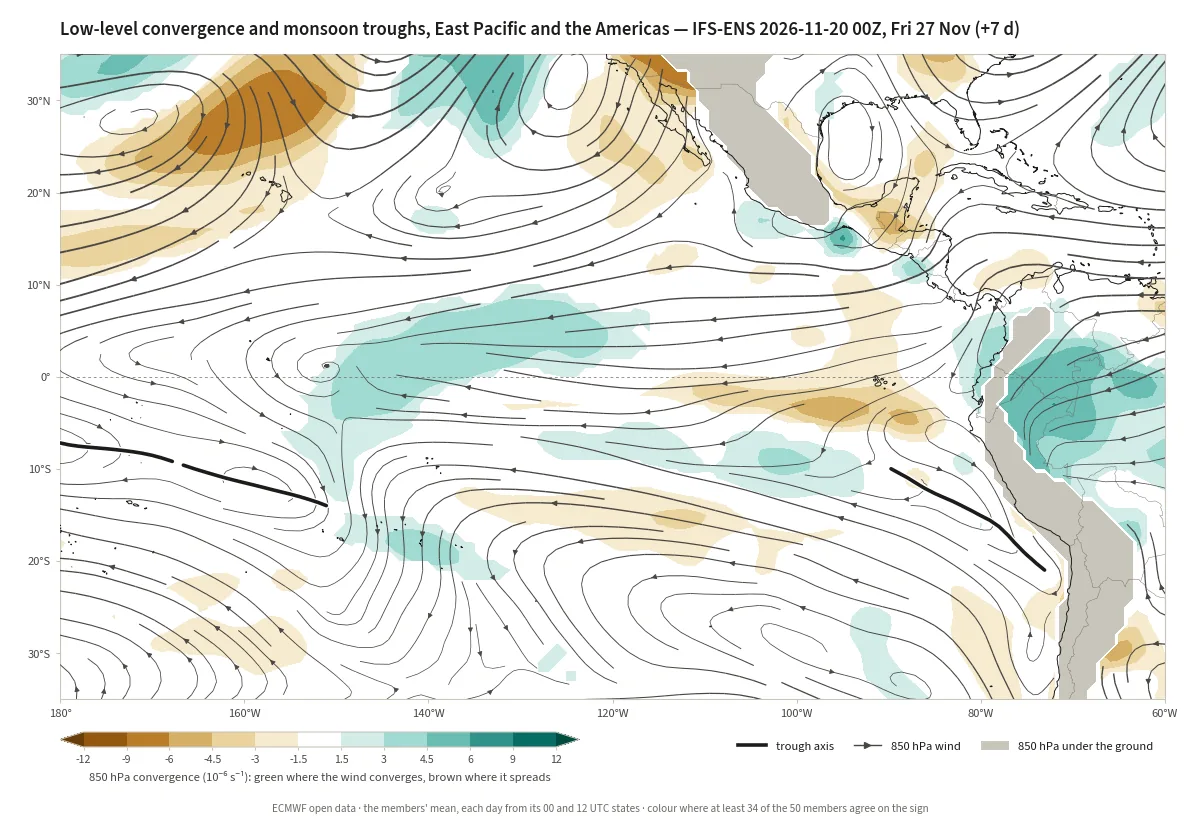 Low-level convergence and monsoon troughs, East Pacific and the Americas — IFS-ENS 2026-11-20 00Z, Fri 27 Nov (+7 d)
30°N
20°N
10°N
0°
10°S
20°S
30°S
180° 160°W 140°W 120°W 100°W 80°W 60°W
-12 -9 -6 -4.5 -3 -1.5 1.5 3 4.5 6 9 12
850 hPa convergence (10⁻⁶ s⁻¹): green where the wind converges, brown where it spreads
trough axis 850 hPa wind 850 hPa under the ground
ECMWF open data · the members' mean, each day from its 00 and 12 UTC states · colour where at least 34 of the 50 members agree on the sign